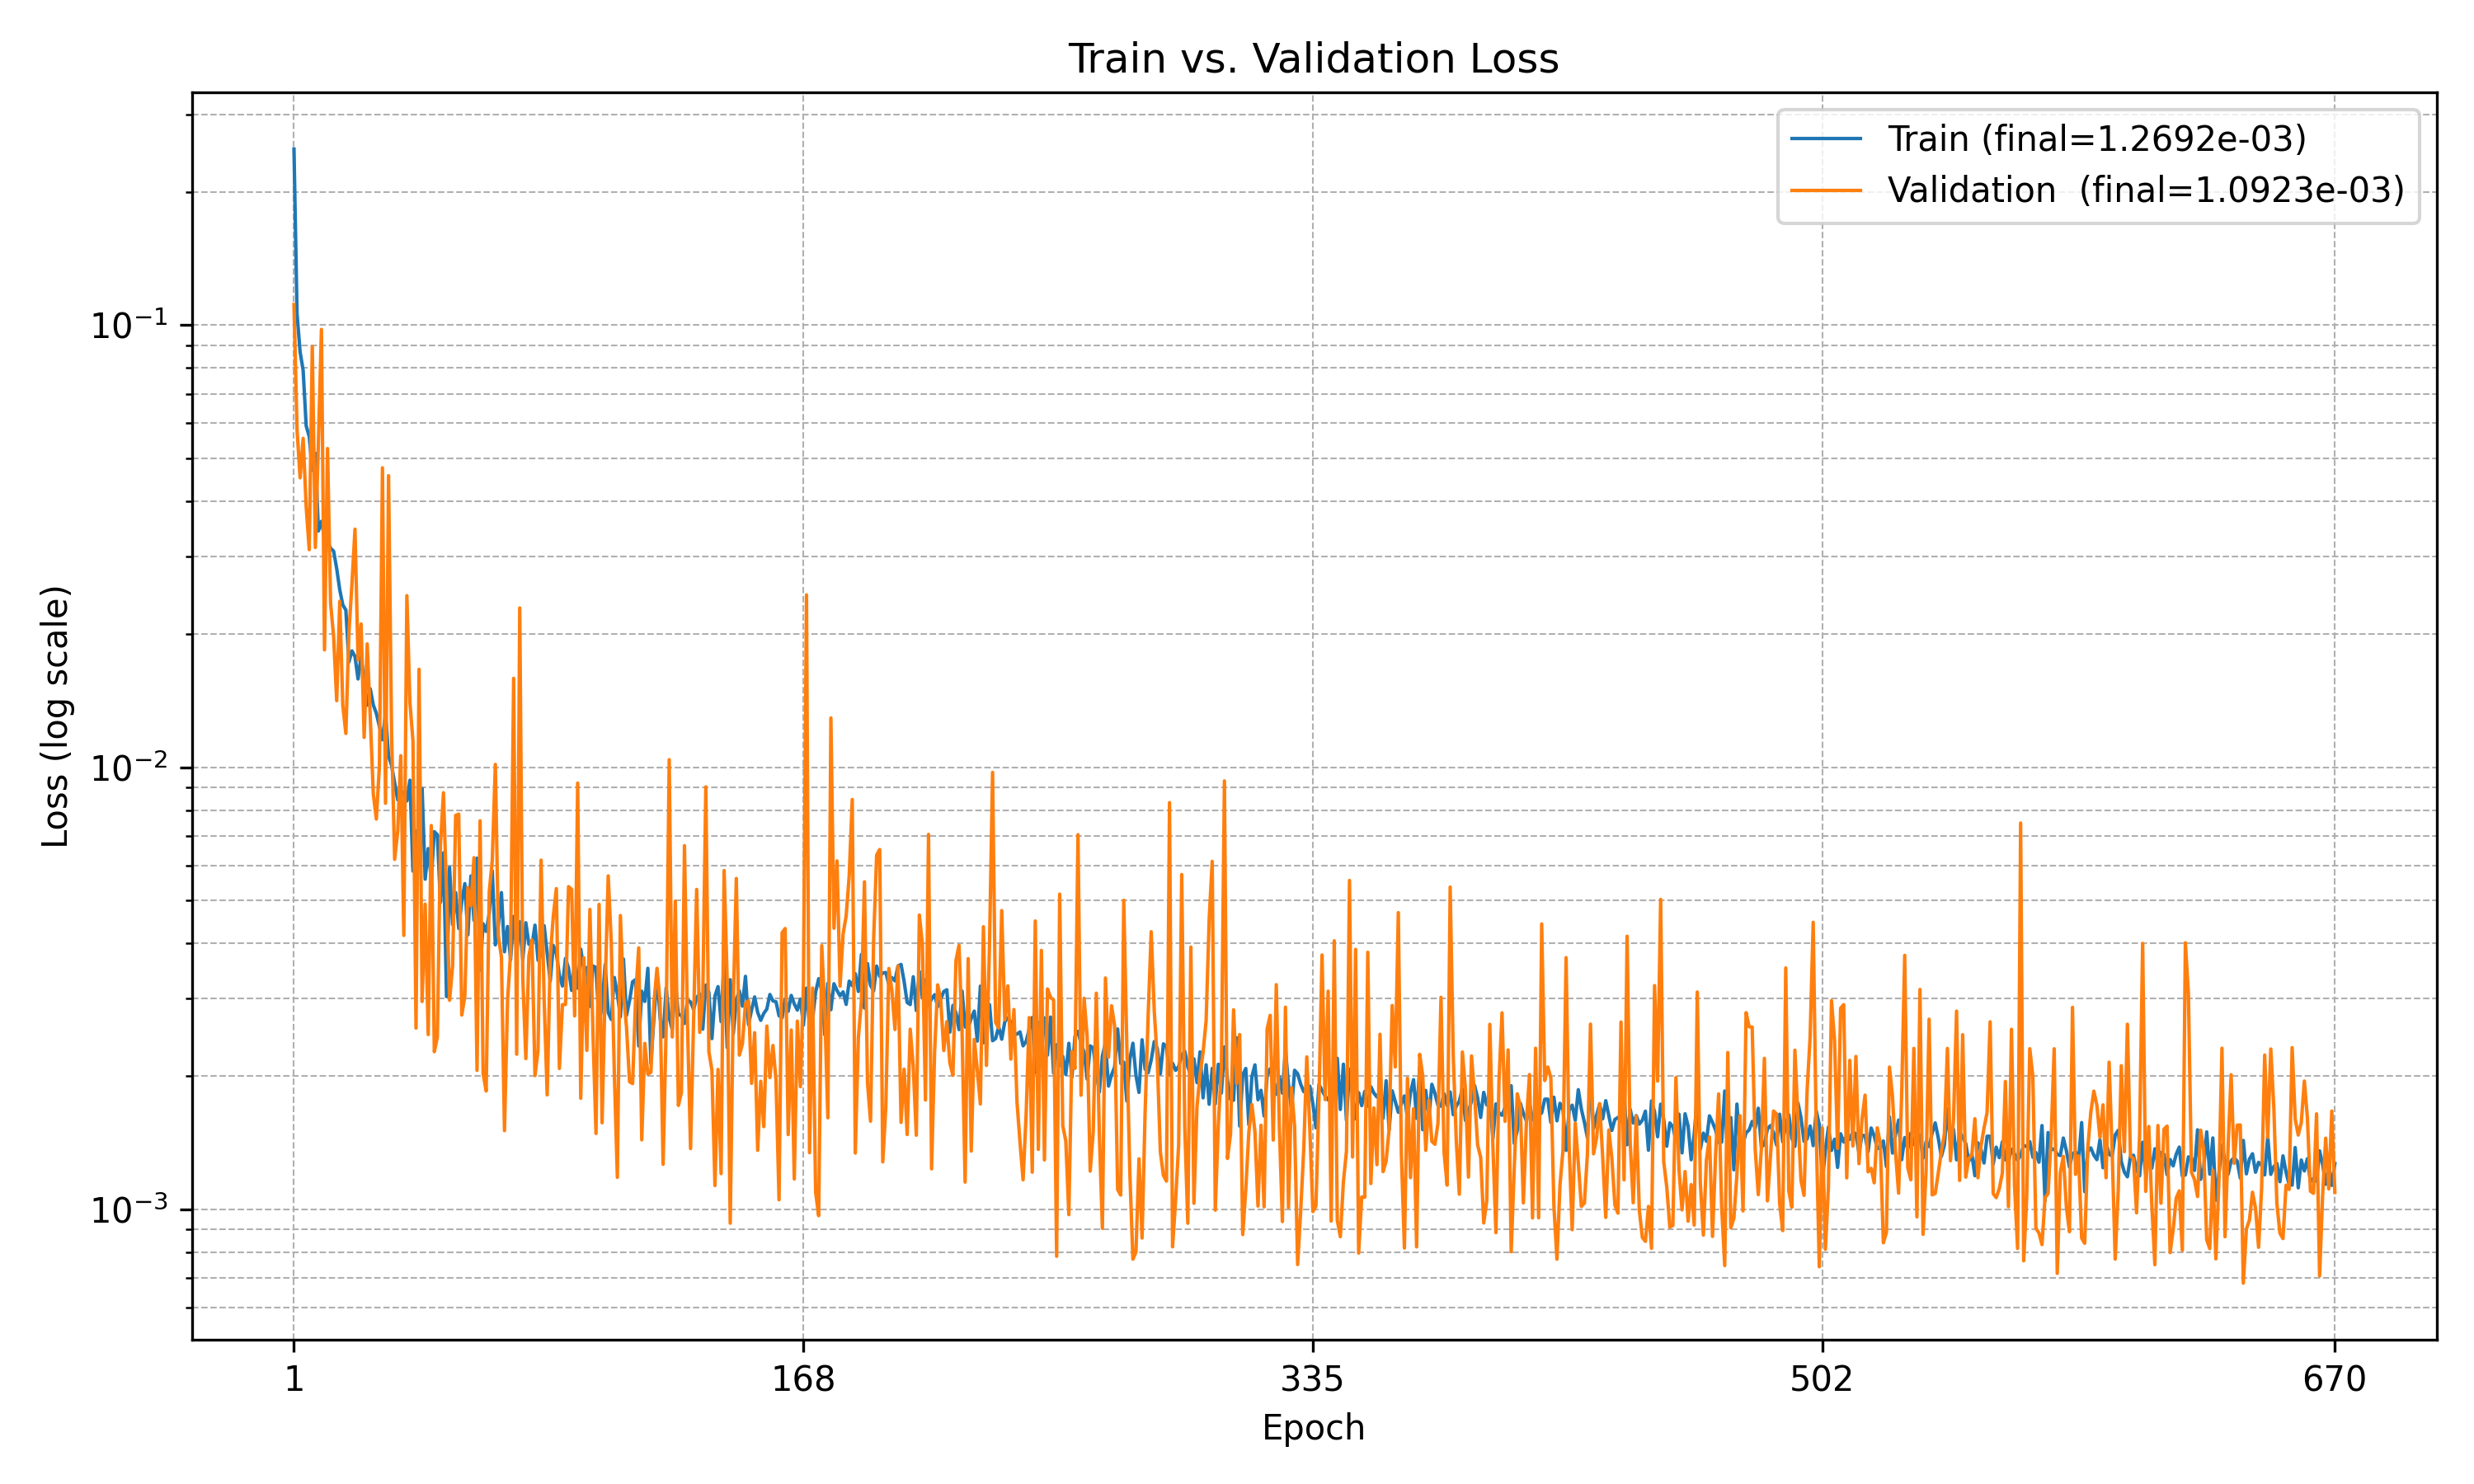 Train vs. Validation Loss
Train (final=1.2692e-03)
Validation  (final=1.0923e-03)
Loss (log scale)
10⁻¹
10⁻²
10⁻³
1 168 335 502 670
Epoch